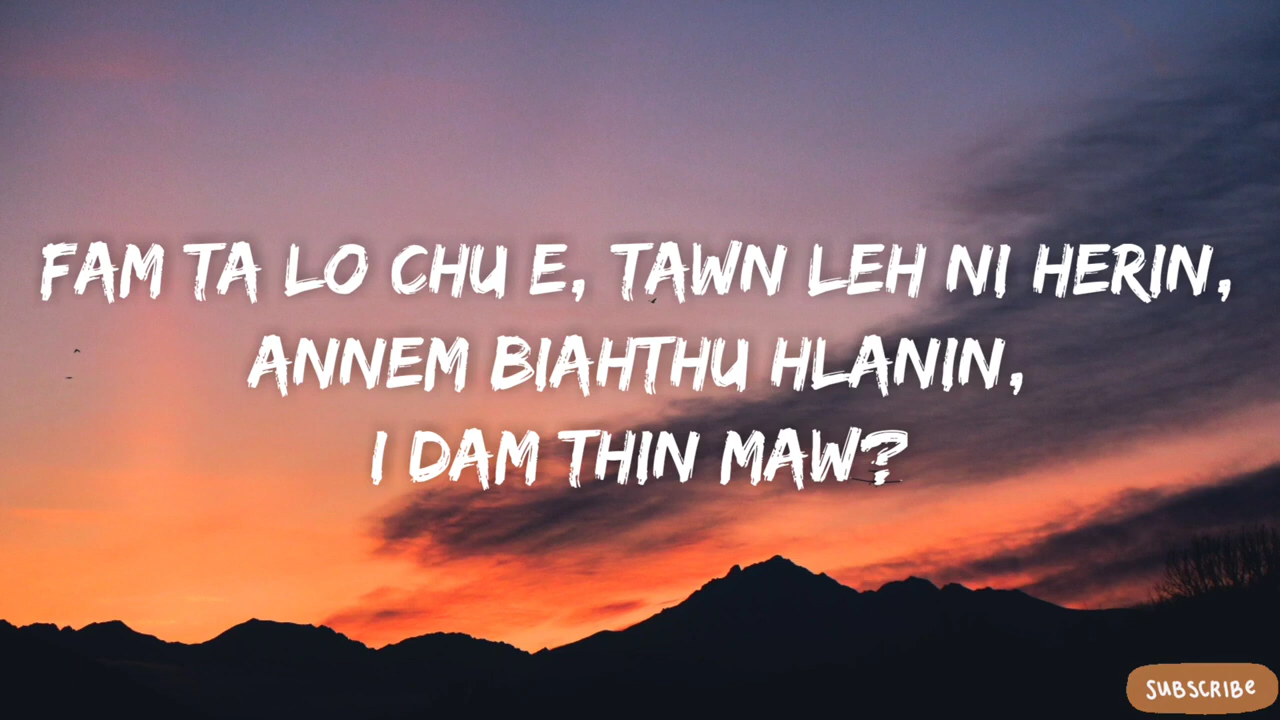 FAM TA LO CHU E, TAWN LEH NI HERIN,
ANNEM BIAHTHU HLANIN,
I DAM THIN MAW?
SUBSCRIBE